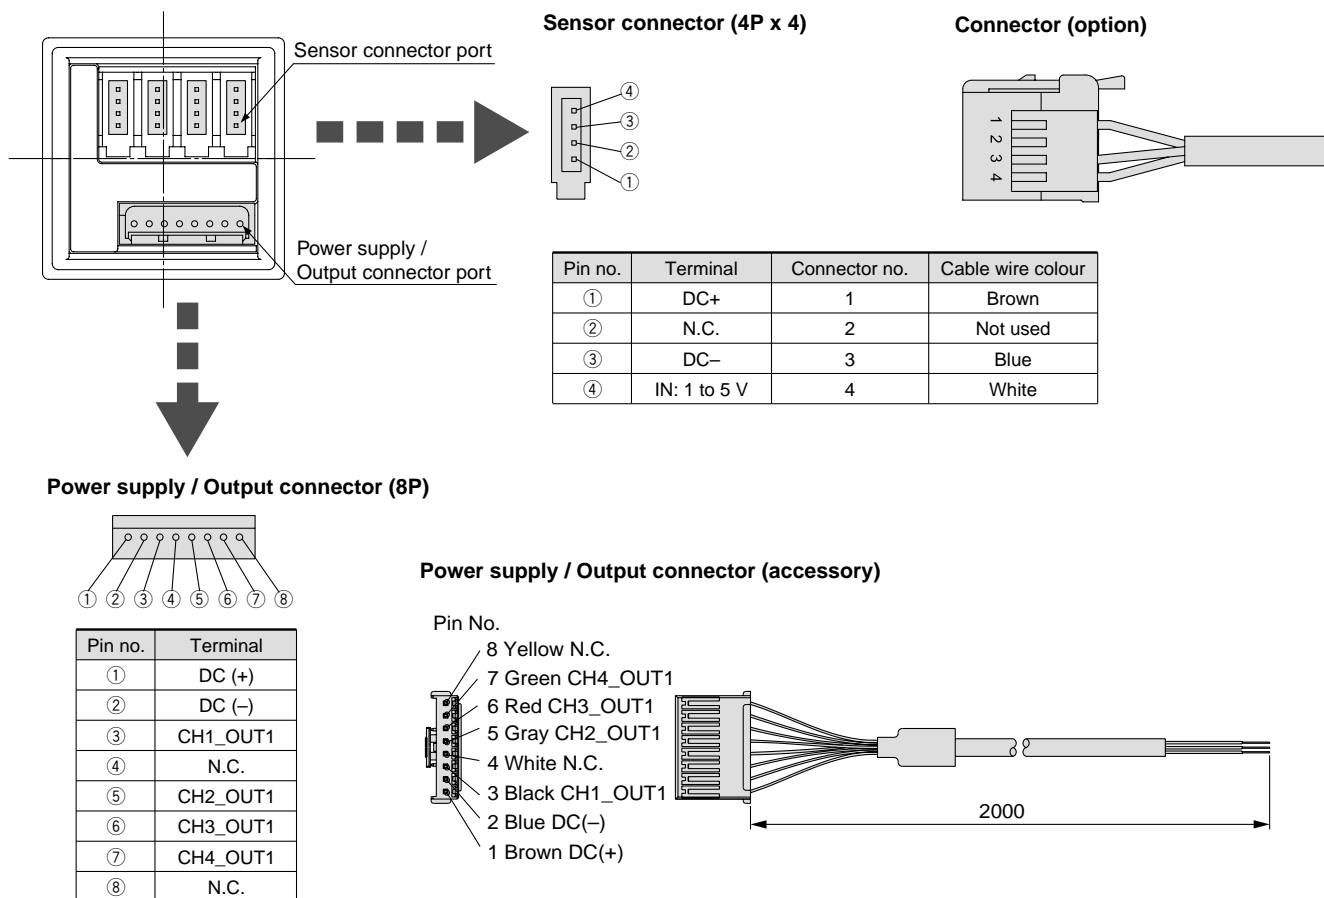 Sensor connector (4P x 4)
Connector (option)
Sensor connector port
④
③
②
①
1
2
3
4
Power supply /
Output connector port
Pin no. Terminal Connector no. Cable wire colour
① DC+ 1 Brown
② N.C. 2 Not used
③ DC– 3 Blue
④ IN: 1 to 5 V 4 White
Power supply / Output connector (8P)
① ② ③ ④ ⑤ ⑥ ⑦ ⑧
Pin no. Terminal
① DC (+)
② DC (–)
③ CH1_OUT1
④ N.C.
⑤ CH2_OUT1
⑥ CH3_OUT1
⑦ CH4_OUT1
⑧ N.C.
Power supply / Output connector (accessory)
Pin No.
8 Yellow N.C.
7 Green CH4_OUT1
6 Red CH3_OUT1
5 Gray CH2_OUT1
4 White N.C.
3 Black CH1_OUT1
2 Blue DC(–)
1 Brown DC(+)
2000